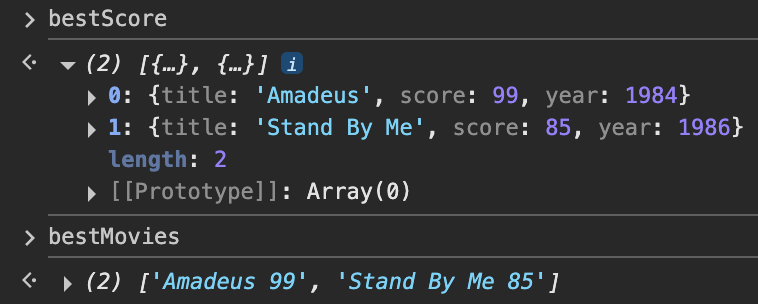 bestScore
(2) [{…}, {…}] i
0: {title: 'Amadeus', score: 99, year: 1984}
1: {title: 'Stand By Me', score: 85, year: 1986}
length: 2
[[Prototype]]: Array(0)
bestMovies
(2) ['Amadeus 99', 'Stand By Me 85']